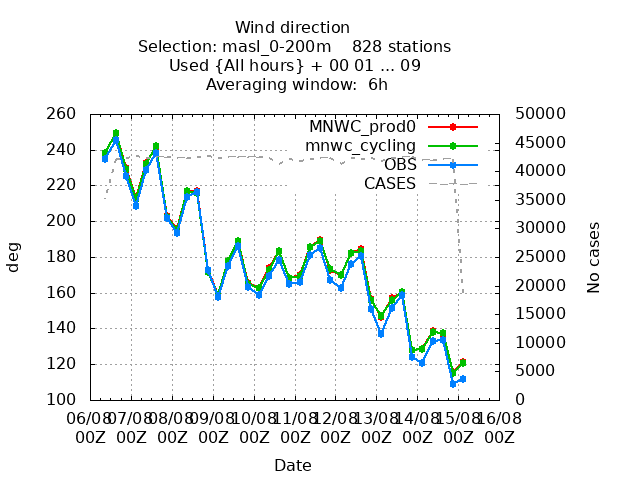 Wind direction
Selection: masl_0-200m    828 stations
Used {All hours} + 00 01 ... 09
Averaging window:  6h
MNWC_prod0
mnwc_cycling
OBS
CASES
deg
260
240
220
200
180
160
140
120
100
No cases
50000
45000
40000
35000
30000
25000
20000
15000
10000
5000
0
06/08 07/08 08/08 09/08 10/08 11/08 12/08 13/08 14/08 15/08 16/08
00Z 00Z 00Z 00Z 00Z 00Z 00Z 00Z 00Z 00Z 00Z
Date